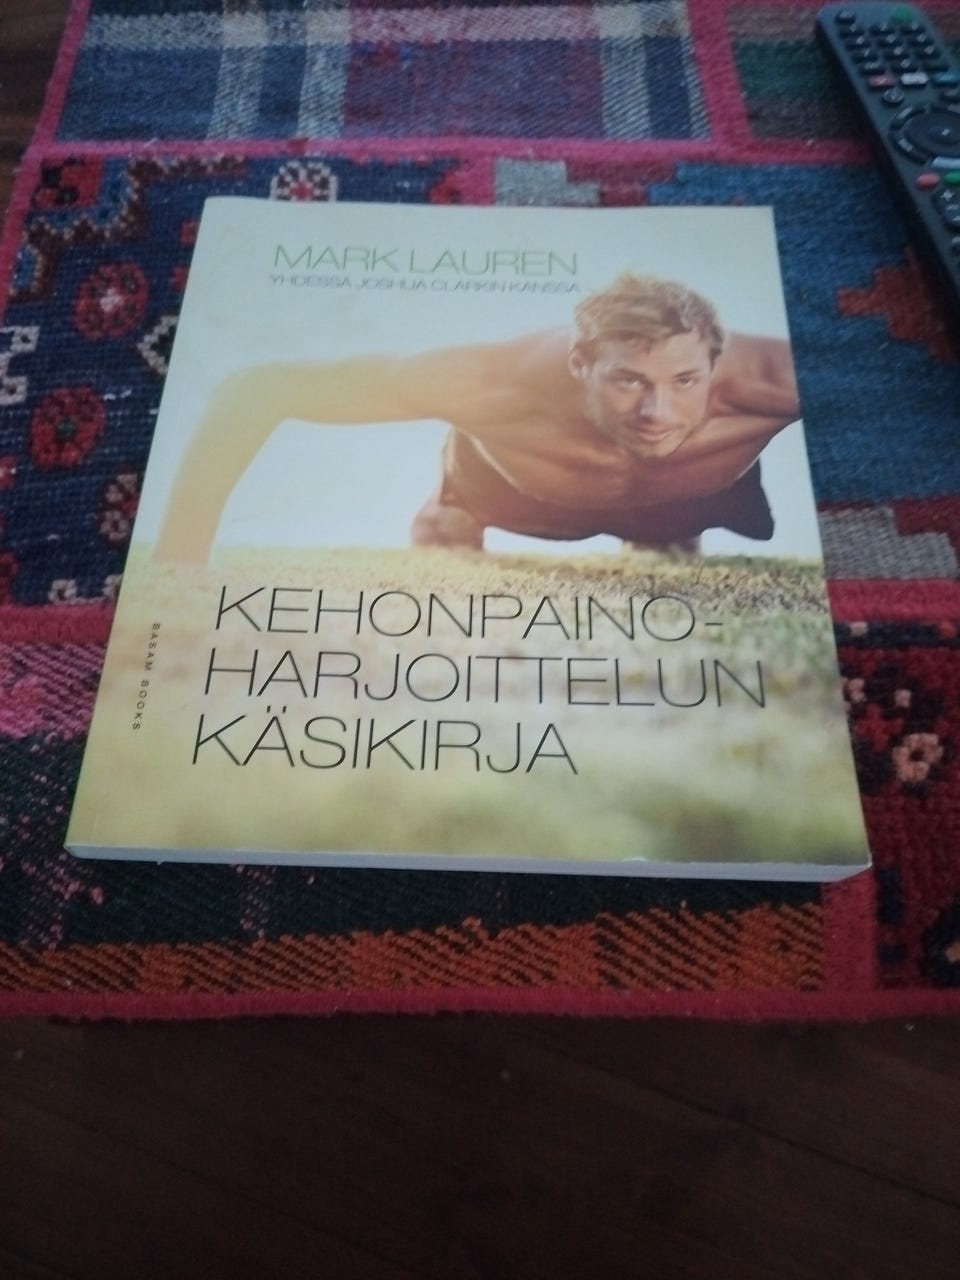 MARK LAUREN
YHDESSÄ JOSHUA CLARKIN KANSSA
KEHONPAINO-
HARJOITTELUN
KÄSIKIRJA
BASAM BOOKS